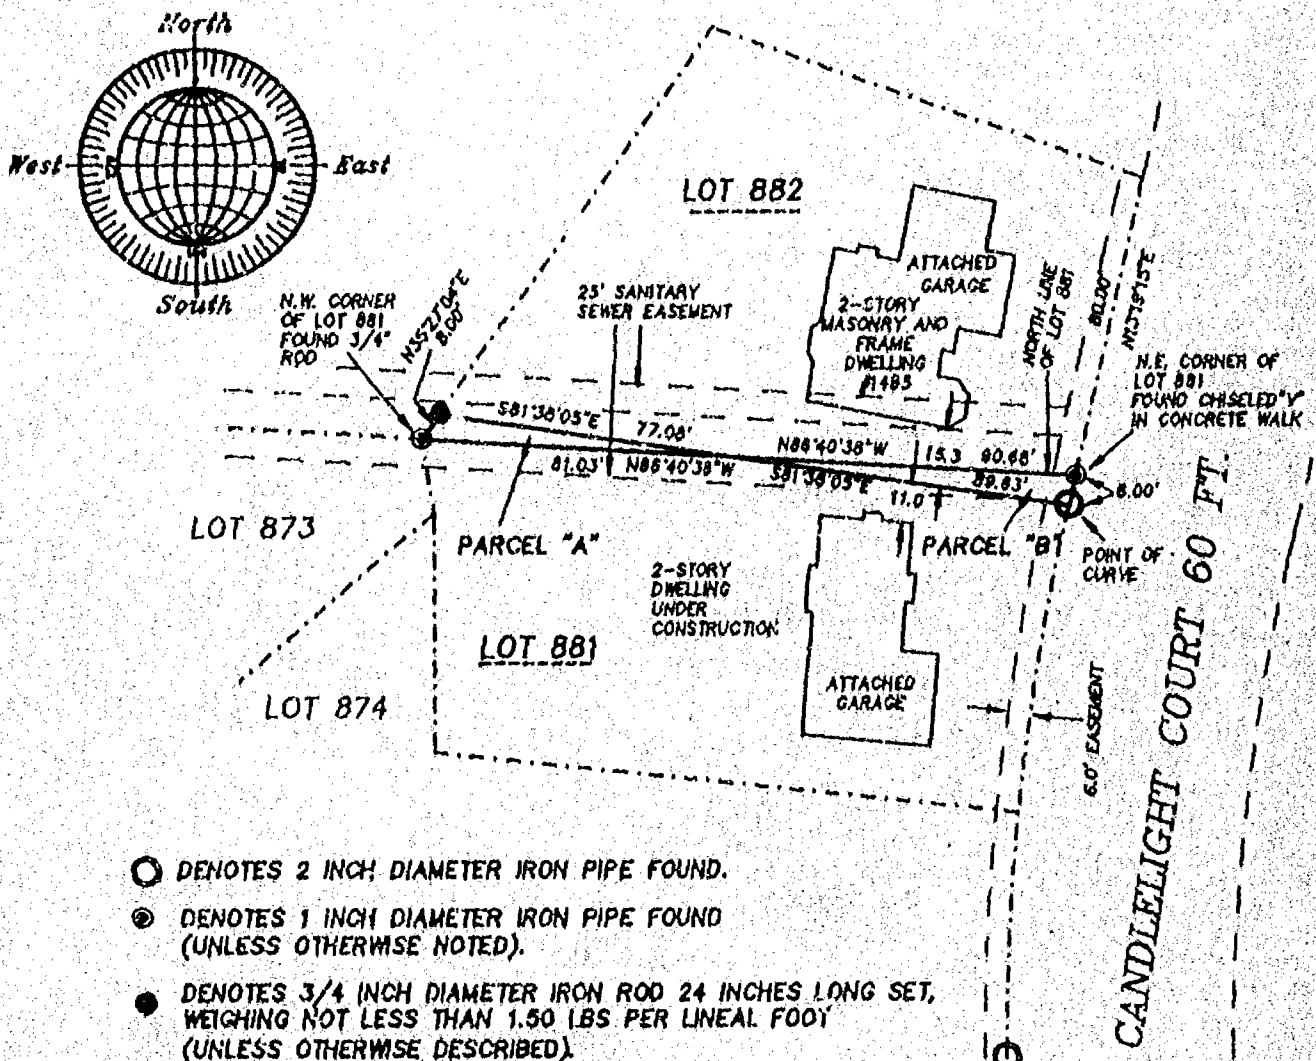 North
West
East
South
LOT 882
ATTACHED
GARAGE
2-STORY
MASONRY AND
FRAME
DWELLING
25' SANITARY
SEWER EASEMENT
N.W. CORNER
OF LOT 881
FOUND 3/4"
ROD
8.00'
NORTH LINE
OF LOT 881
80.00'
N13°19'15"E
N.E. CORNER OF
LOT 881
FOUND CHISELED "V"
IN CONCRETE WALK
S81°38'05"E
77.08'
N86°40'38"W
15.3
81.03'
N86°40'38"W
S81°38'05"E
11.0
8.00'
LOT 873
PARCEL "A"
PARCEL "B"
POINT OF
CURVE
2-STORY
DWELLING
UNDER
CONSTRUCTION
LOT 881
LOT 874
ATTACHED
GARAGE
6.0' EASEMENT
CANDLELIGHT COURT 60 FT.
DENOTES 2 INCH DIAMETER IRON PIPE FOUND.
DENOTES 1 INCH DIAMETER IRON PIPE FOUND
(UNLESS OTHERWISE NOTED).
DENOTES 3/4 INCH DIAMETER IRON ROD 24 INCHES LONG SET,
WEIGHING NOT LESS THAN 1.50 LBS PER LINEAL FOOT
(UNLESS OTHERWISE DESCRIBED).